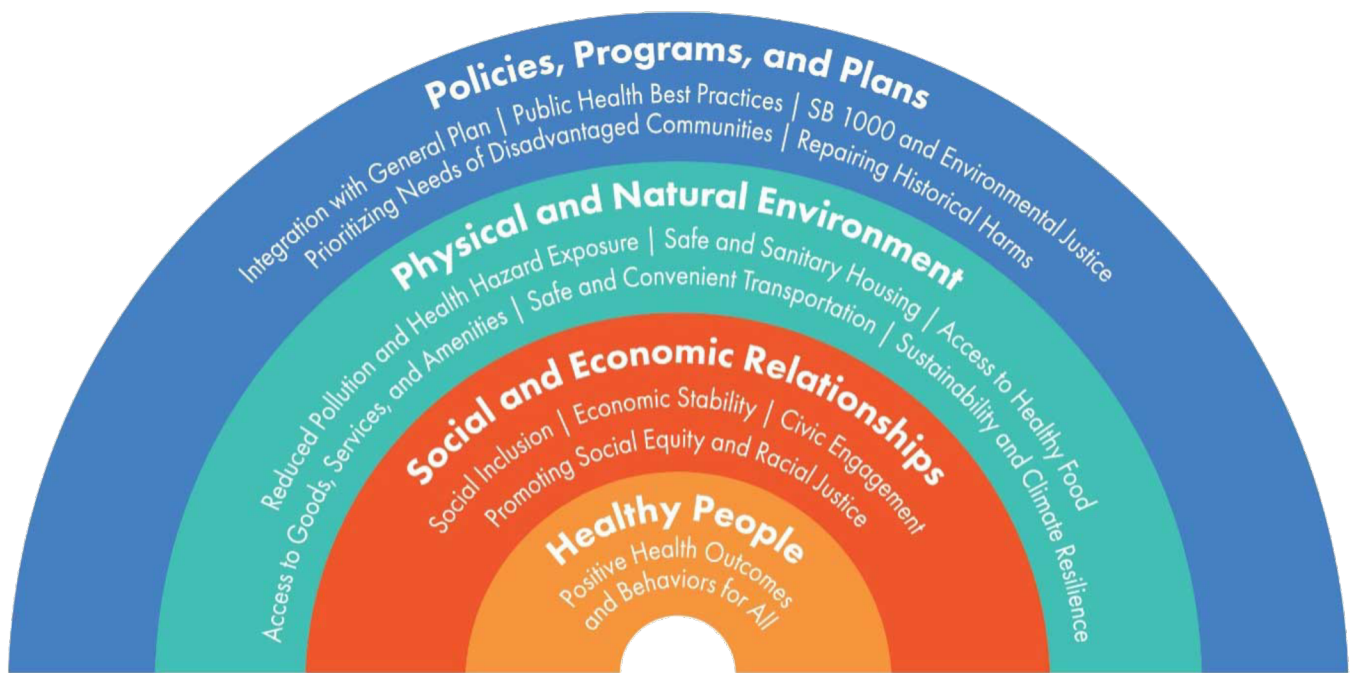 Policies, Programs, and Plans
Integration with General Plan | Public Health Best Practices | SB 1000 and Environmental Justice
Prioritizing Needs of Disadvantaged Communities | Repairing Historical Harms
Physical and Natural Environment
Reduced Pollution and Health Hazard Exposure | Safe and Sanitary Housing | Access to Healthy Food
Access to Goods, Services, and Amenities | Safe and Convenient Transportation | Sustainability and Climate Resilience
Social and Economic Relationships
Social Inclusion | Economic Stability | Civic Engagement
Promoting Social Equity and Racial Justice
Healthy People
Positive Health Outcomes
and Behaviors for All